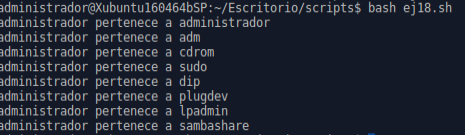 administrador@Xubuntu160464bSP:~/Escritorio/scripts$ bash ej18.sh
administrador pertenece a administrador
administrador pertenece a adm
administrador pertenece a cdrom
administrador pertenece a sudo
administrador pertenece a dip
administrador pertenece a plugdev
administrador pertenece a lpadmin
administrador pertenece a sambashare